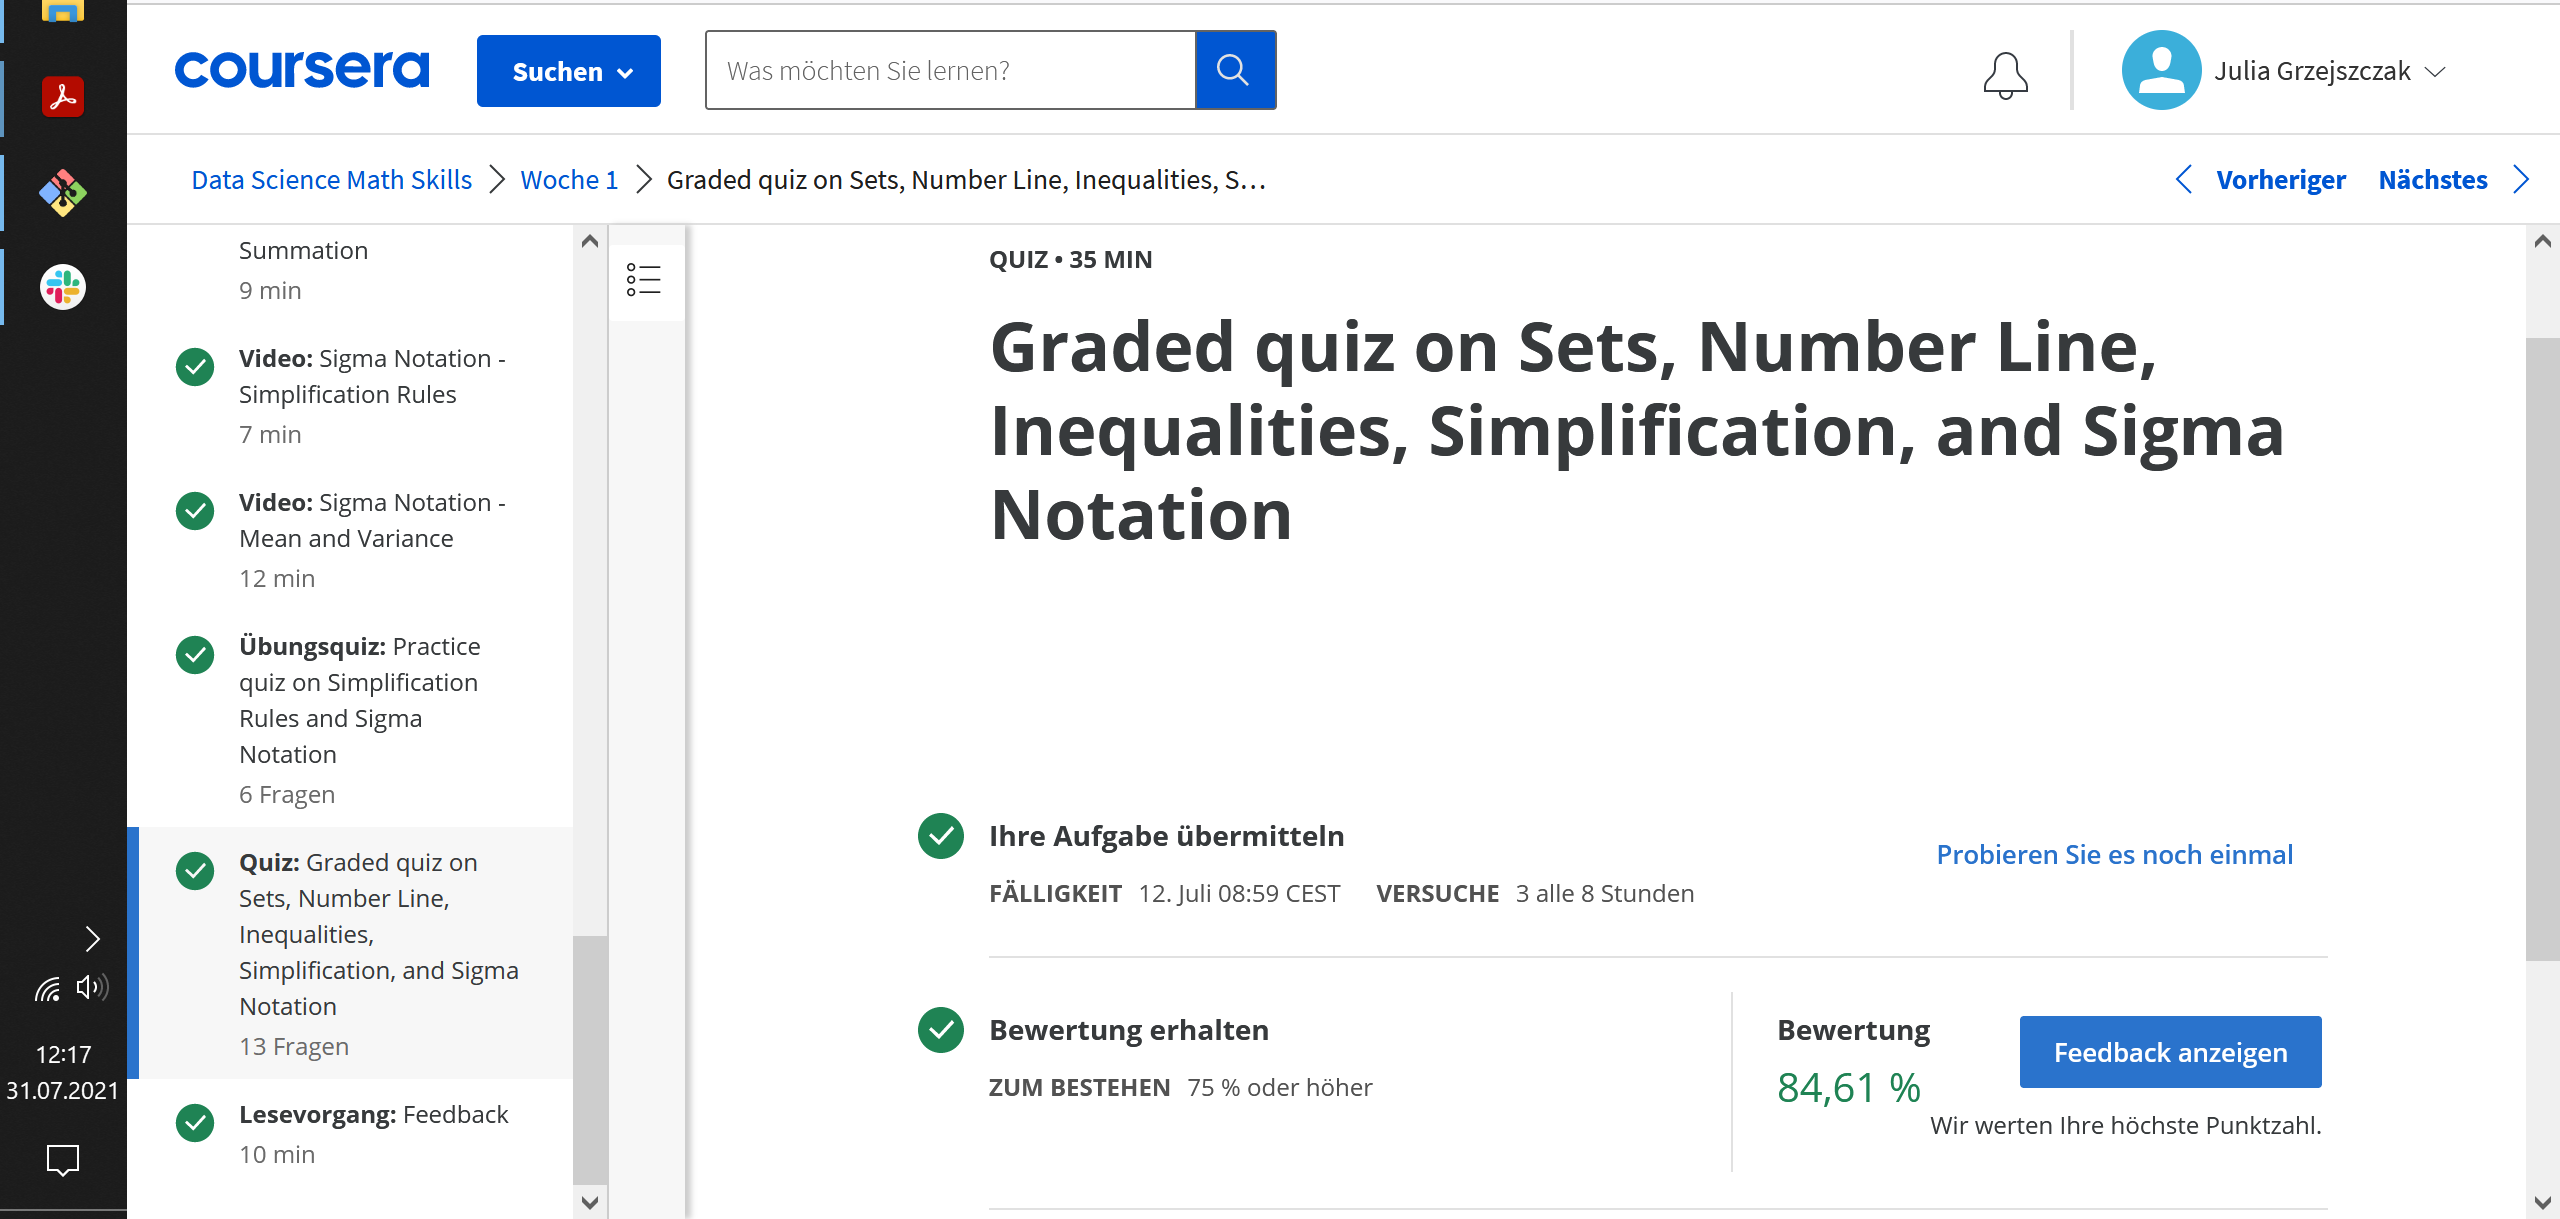 coursera
Suchen
Was möchten Sie lernen?
Julia Grzejszczak
Data Science Math Skills
Woche 1
Graded quiz on Sets, Number Line, Inequalities, S…
Vorheriger
Nächstes
Summation
9 min
Video: Sigma Notation -
Simplification Rules
7 min
Video: Sigma Notation -
Mean and Variance
12 min
Übungsquiz: Practice
quiz on Simplification
Rules and Sigma
Notation
6 Fragen
Quiz: Graded quiz on
Sets, Number Line,
Inequalities,
Simplification, and Sigma
Notation
13 Fragen
Lesevorgang: Feedback
10 min
QUIZ • 35 MIN
Graded quiz on Sets, Number Line,
Inequalities, Simplification, and Sigma
Notation
Ihre Aufgabe übermitteln
FÄLLIGKEIT 12. Juli 08:59 CEST VERSUCHE 3 alle 8 Stunden
Probieren Sie es noch einmal
Bewertung erhalten
ZUM BESTEHEN 75 % oder höher
Bewertung
84,61 %
Feedback anzeigen
Wir werten Ihre höchste Punktzahl.
12:17
31.07.2021